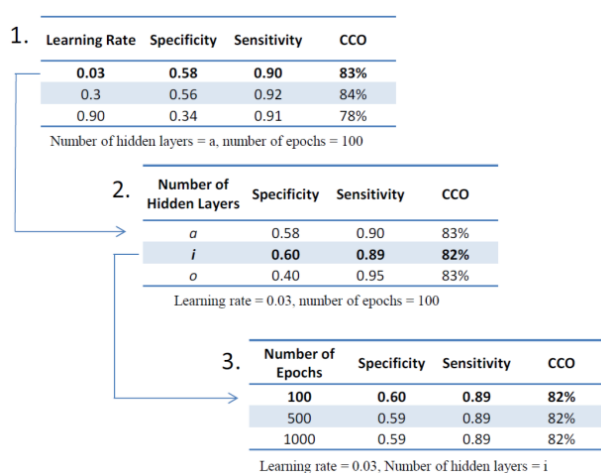 1. Learning Rate Specificity Sensitivity CCO
0.03 0.58 0.90 83%
0.3 0.56 0.92 84%
0.90 0.34 0.91 78%
Number of hidden layers = a, number of epochs = 100
2. Number of Hidden Layers Specificity Sensitivity CCO
a 0.58 0.90 83%
i 0.60 0.89 82%
o 0.40 0.95 83%
Learning rate = 0.03, number of epochs = 100
3. Number of Epochs Specificity Sensitivity CCO
100 0.60 0.89 82%
500 0.59 0.89 82%
1000 0.59 0.89 82%
Learning rate = 0.03, Number of hidden layers = i